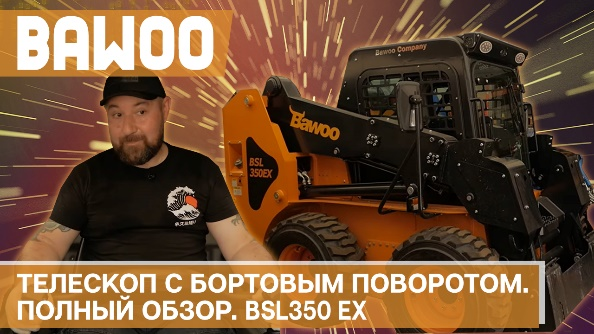 BAWOO
Bawoo Company
Bawoo
BSL
350EX
ТЕЛЕСКОП С БОРТОВЫМ ПОВОРОТОМ.
ПОЛНЫЙ ОБЗОР. BSL350 EX